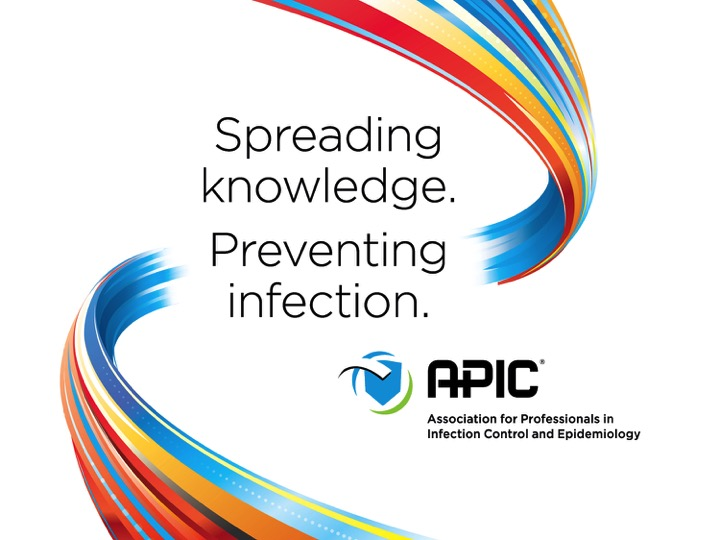 Spreading
knowledge.
Preventing
infection.
APIC®
Association for Professionals in
Infection Control and Epidemiology